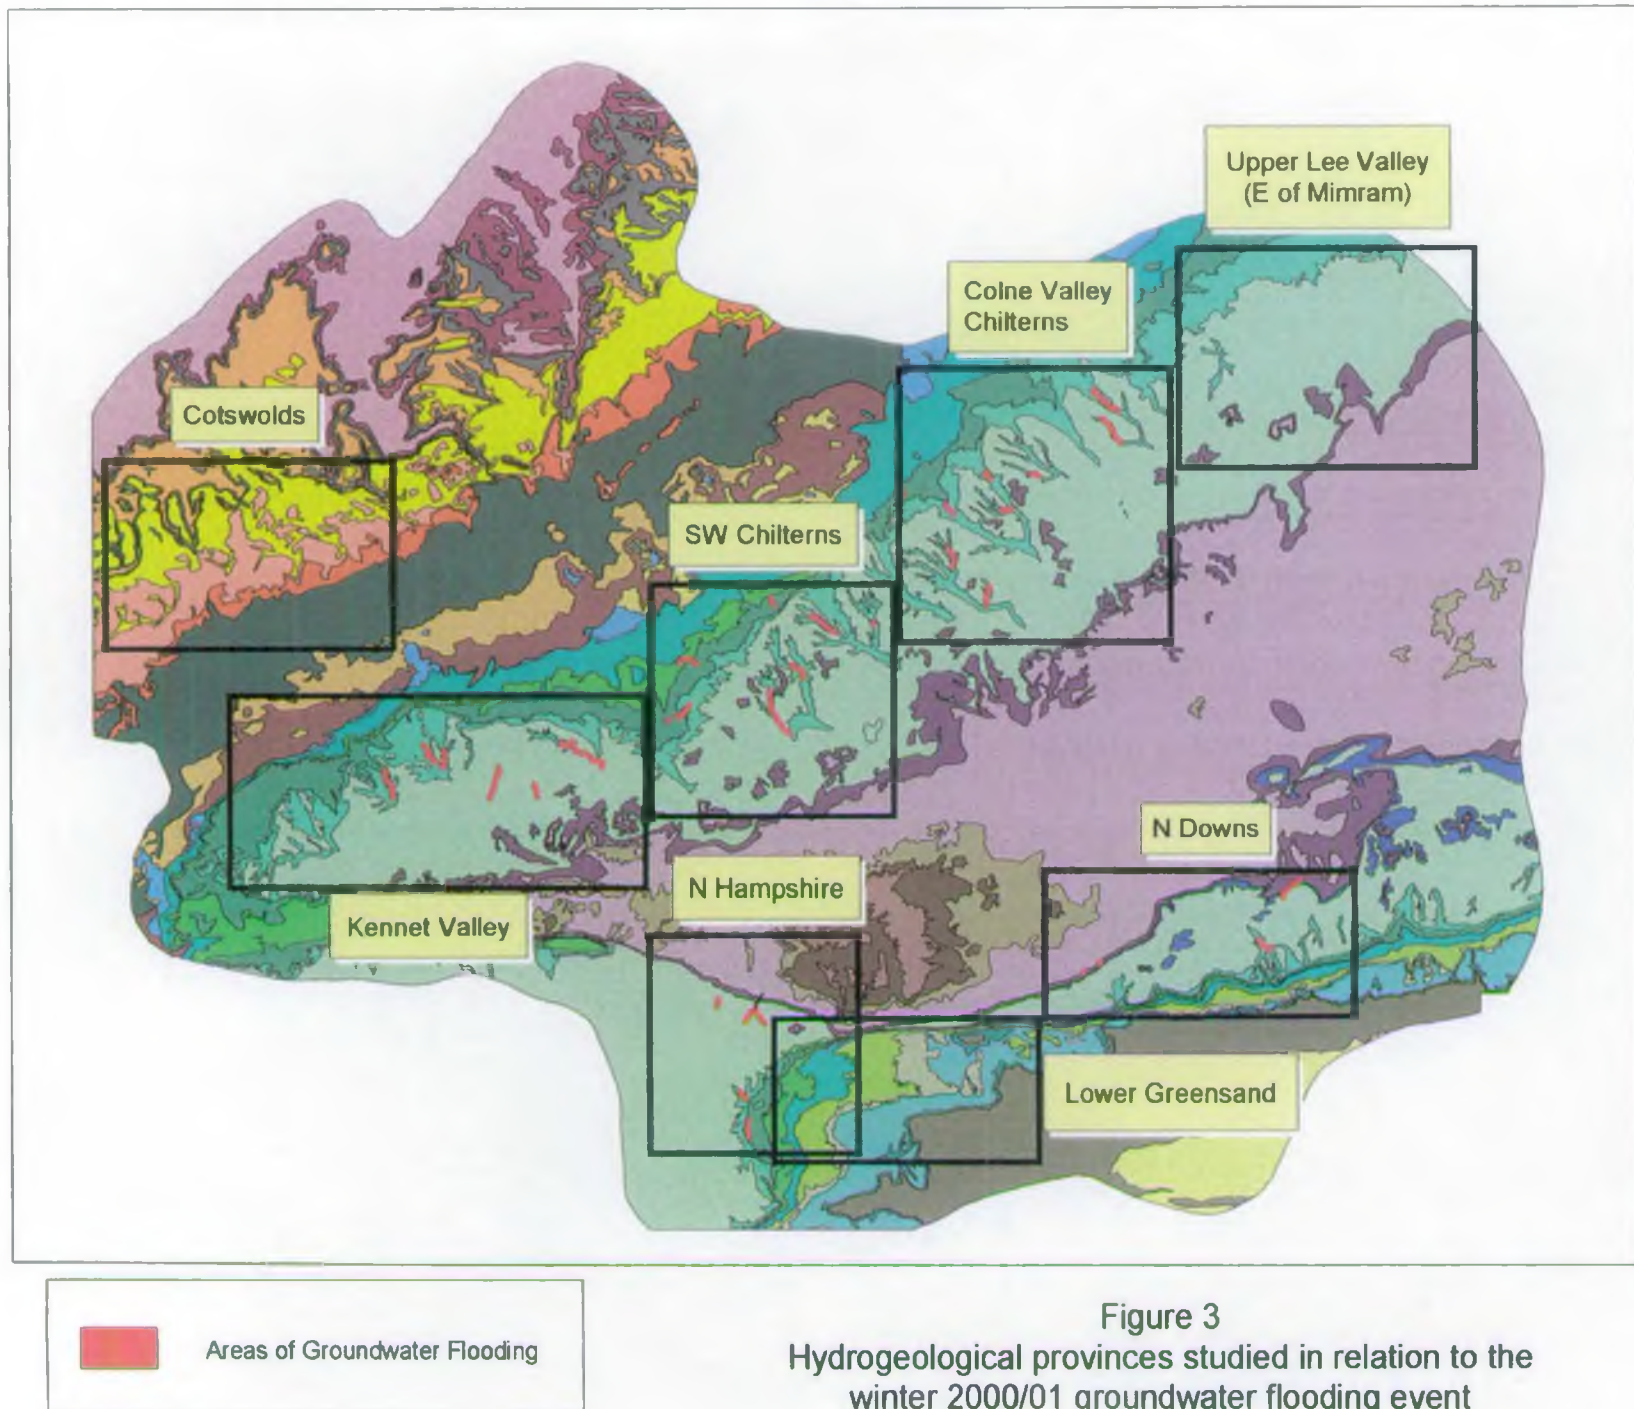 Upper Lee Valley
(E of Mimram)
Colne Valley
Chilterns
Cotswolds
SW Chilterns
N Downs
N Hampshire
Kennet Valley
Lower Greensand
Areas of Groundwater Flooding
Figure 3
Hydrogeological provinces studied in relation to the
winter 2000/01 groundwater flooding event